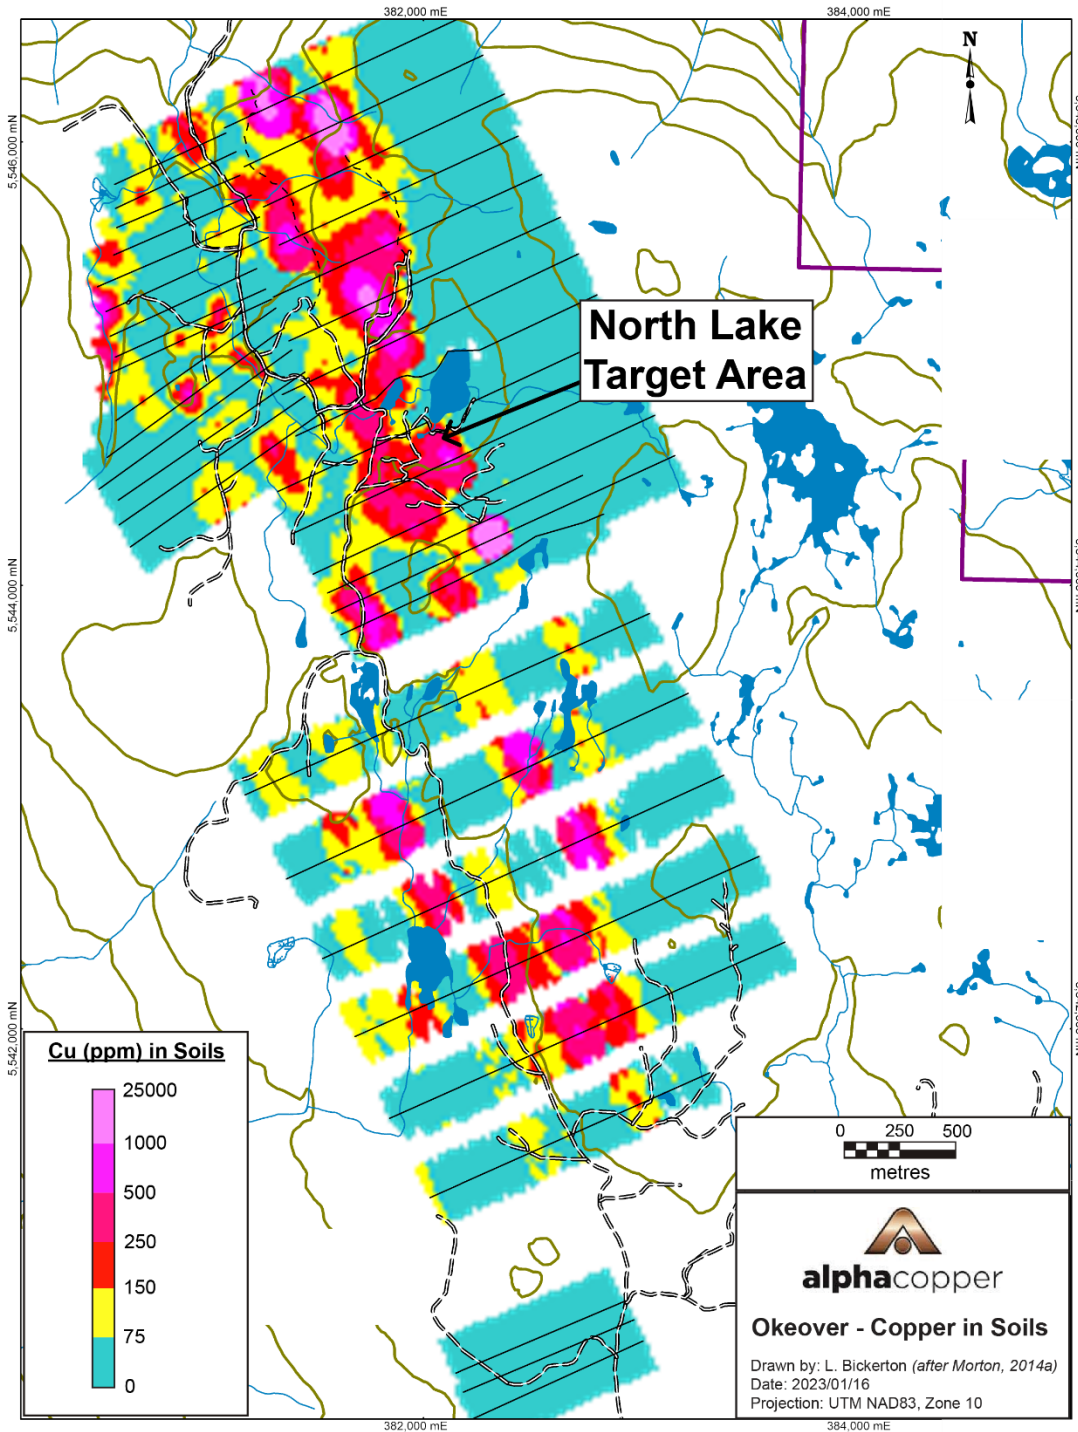 382,000 mE
384,000 mE
N
5,546,000 mN
North Lake
Target Area
5,544,000 mN
5,542,000 mN
Cu (ppm) in Soils
25000
1000
500
250
150
75
0
0 250 500
metres
alphacopper
Okeover - Copper in Soils
Drawn by: L. Bickerton (after Morton, 2014a)
Date: 2023/01/16
Projection: UTM NAD83, Zone 10
382,000 mE
384,000 mE